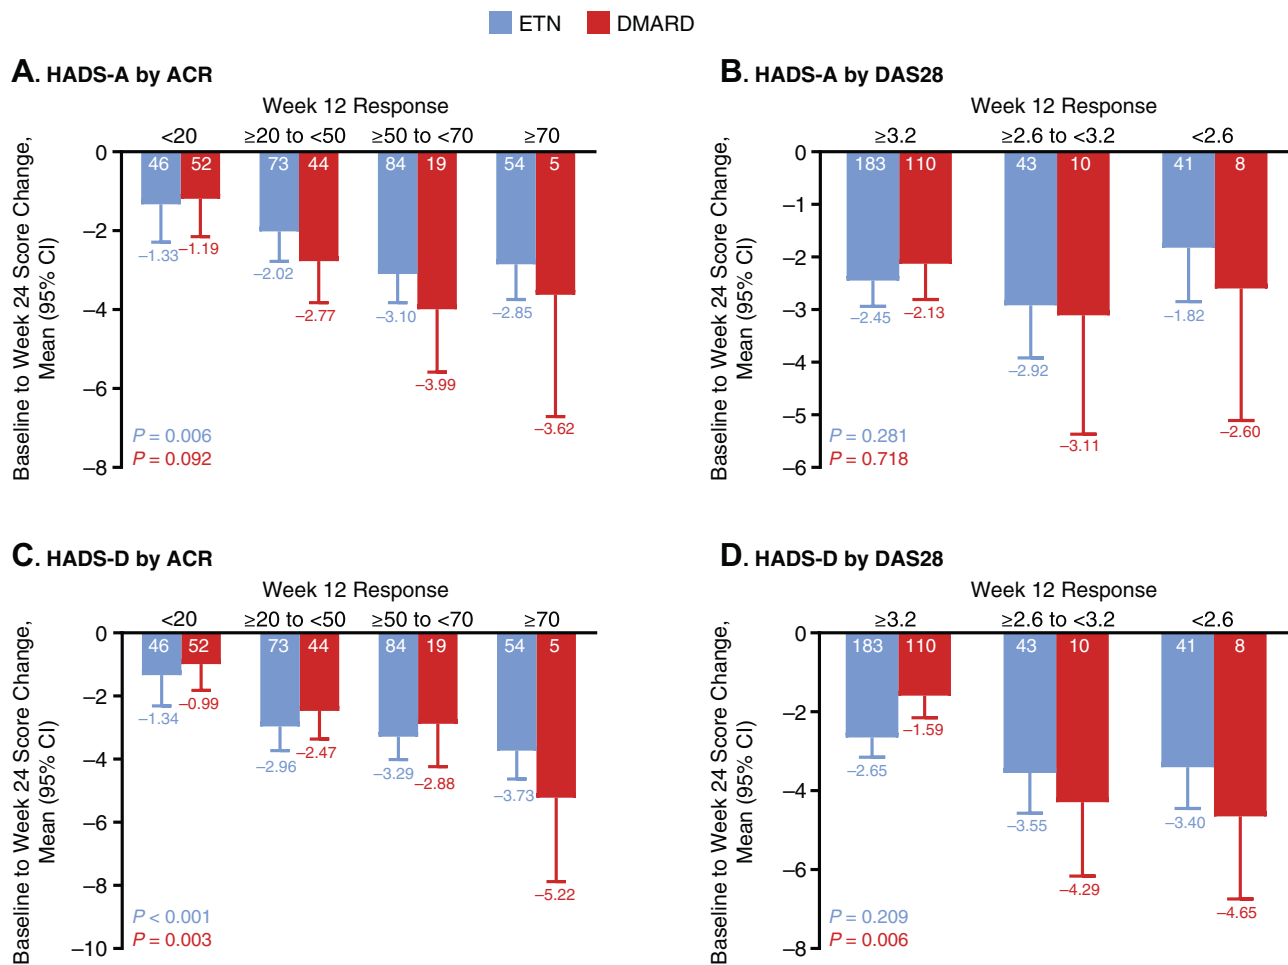 ETN DMARD
A. HADS-A by ACR
Week 12 Response
<20 ≥20 to <50 ≥50 to <70 ≥70
Baseline to Week 24 Score Change,
Mean (95% CI)
0
–2
–4
–6
–8
46 52 73 44 84 19 54 5
–1.33 –1.19 –2.02 –2.77 –3.10 –3.99 –2.85 –3.62
P = 0.006
P = 0.092
B. HADS-A by DAS28
Week 12 Response
≥3.2 ≥2.6 to <3.2 <2.6
Baseline to Week 24 Score Change,
Mean (95% CI)
0
–1
–2
–3
–4
–5
–6
183 110 43 10 41 8
–2.45 –2.13 –2.92 –3.11 –1.82 –2.60
P = 0.281
P = 0.718
C. HADS-D by ACR
Week 12 Response
<20 ≥20 to <50 ≥50 to <70 ≥70
Baseline to Week 24 Score Change,
Mean (95% CI)
0
–2
–4
–6
–8
–10
46 52 73 44 84 19 54 5
–1.34 –0.99 –2.96 –2.47 –3.29 –2.88 –3.73 –5.22
P < 0.001
P = 0.003
D. HADS-D by DAS28
Week 12 Response
≥3.2 ≥2.6 to <3.2 <2.6
Baseline to Week 24 Score Change,
Mean (95% CI)
0
–2
–4
–6
–8
183 110 43 10 41 8
–2.65 –1.59 –3.55 –4.29 –3.40 –4.65
P = 0.209
P = 0.006